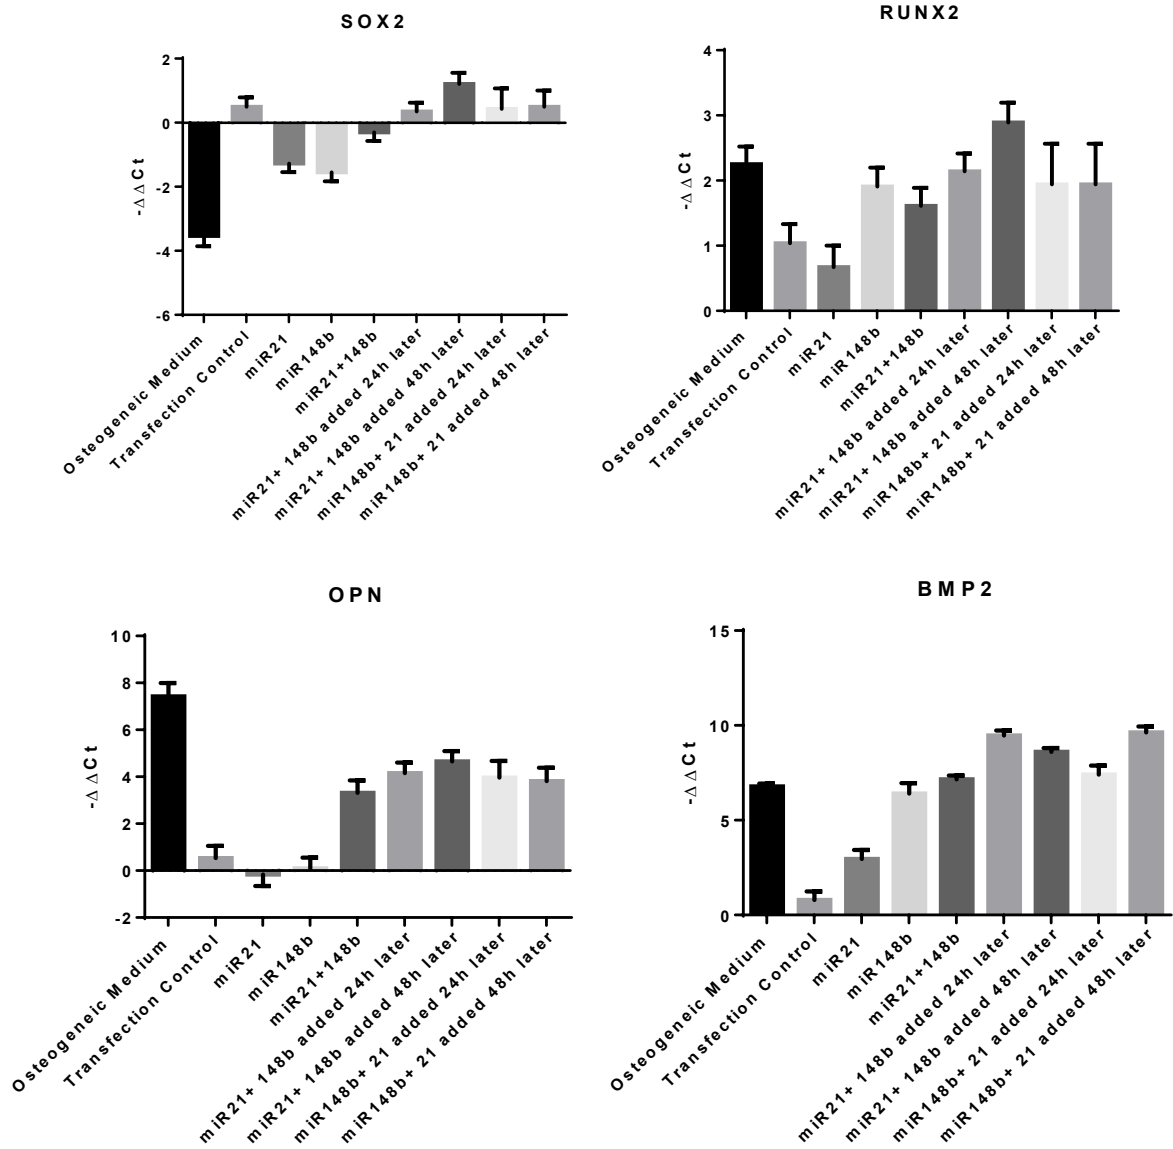 SOX2
-ΔΔCt
2
0
-2
-4
-6
Osteogeneic Medium
Transfection Control
miR21
miR148b
miR21+148b
miR21+ 148b added 24h later
miR21+ 148b added 48h later
miR148b+ 21 added 24h later
miR148b+ 21 added 48h later
RUNX2
-ΔΔCt
4
3
2
1
0
Osteogeneic Medium
Transfection Control
miR21
miR148b
miR21+148b
miR21+ 148b added 24h later
miR21+ 148b added 48h later
miR148b+ 21 added 24h later
miR148b+ 21 added 48h later
OPN
-ΔΔCt
10
8
6
4
2
0
-2
Osteogeneic Medium
Transfection Control
miR21
miR148b
miR21+148b
miR21+ 148b added 24h later
miR21+ 148b added 48h later
miR148b+ 21 added 24h later
miR148b+ 21 added 48h later
BMP2
-ΔΔCt
15
10
5
0
Osteogeneic Medium
Transfection Control
miR21
miR148b
miR21+148b
miR21+ 148b added 24h later
miR21+ 148b added 48h later
miR148b+ 21 added 24h later
miR148b+ 21 added 48h later